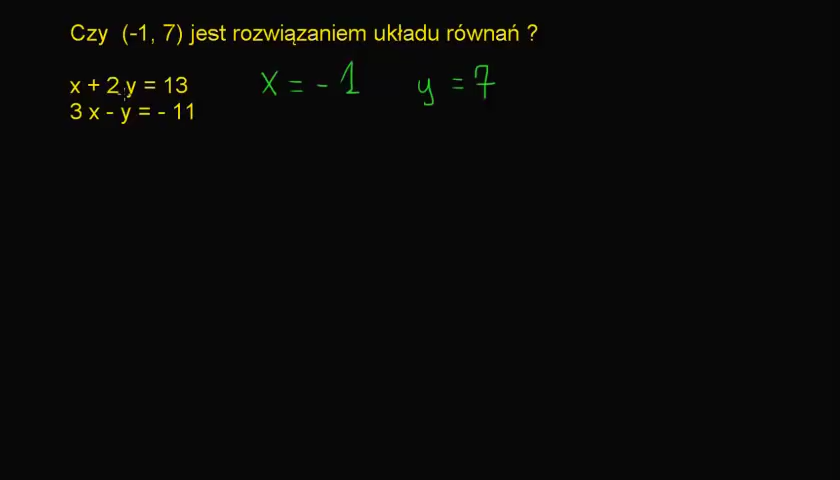 Czy (-1, 7) jest rozwiązaniem układu równań ?
x + 2 y = 13 x = - 1 y = 7
3 x - y = - 11